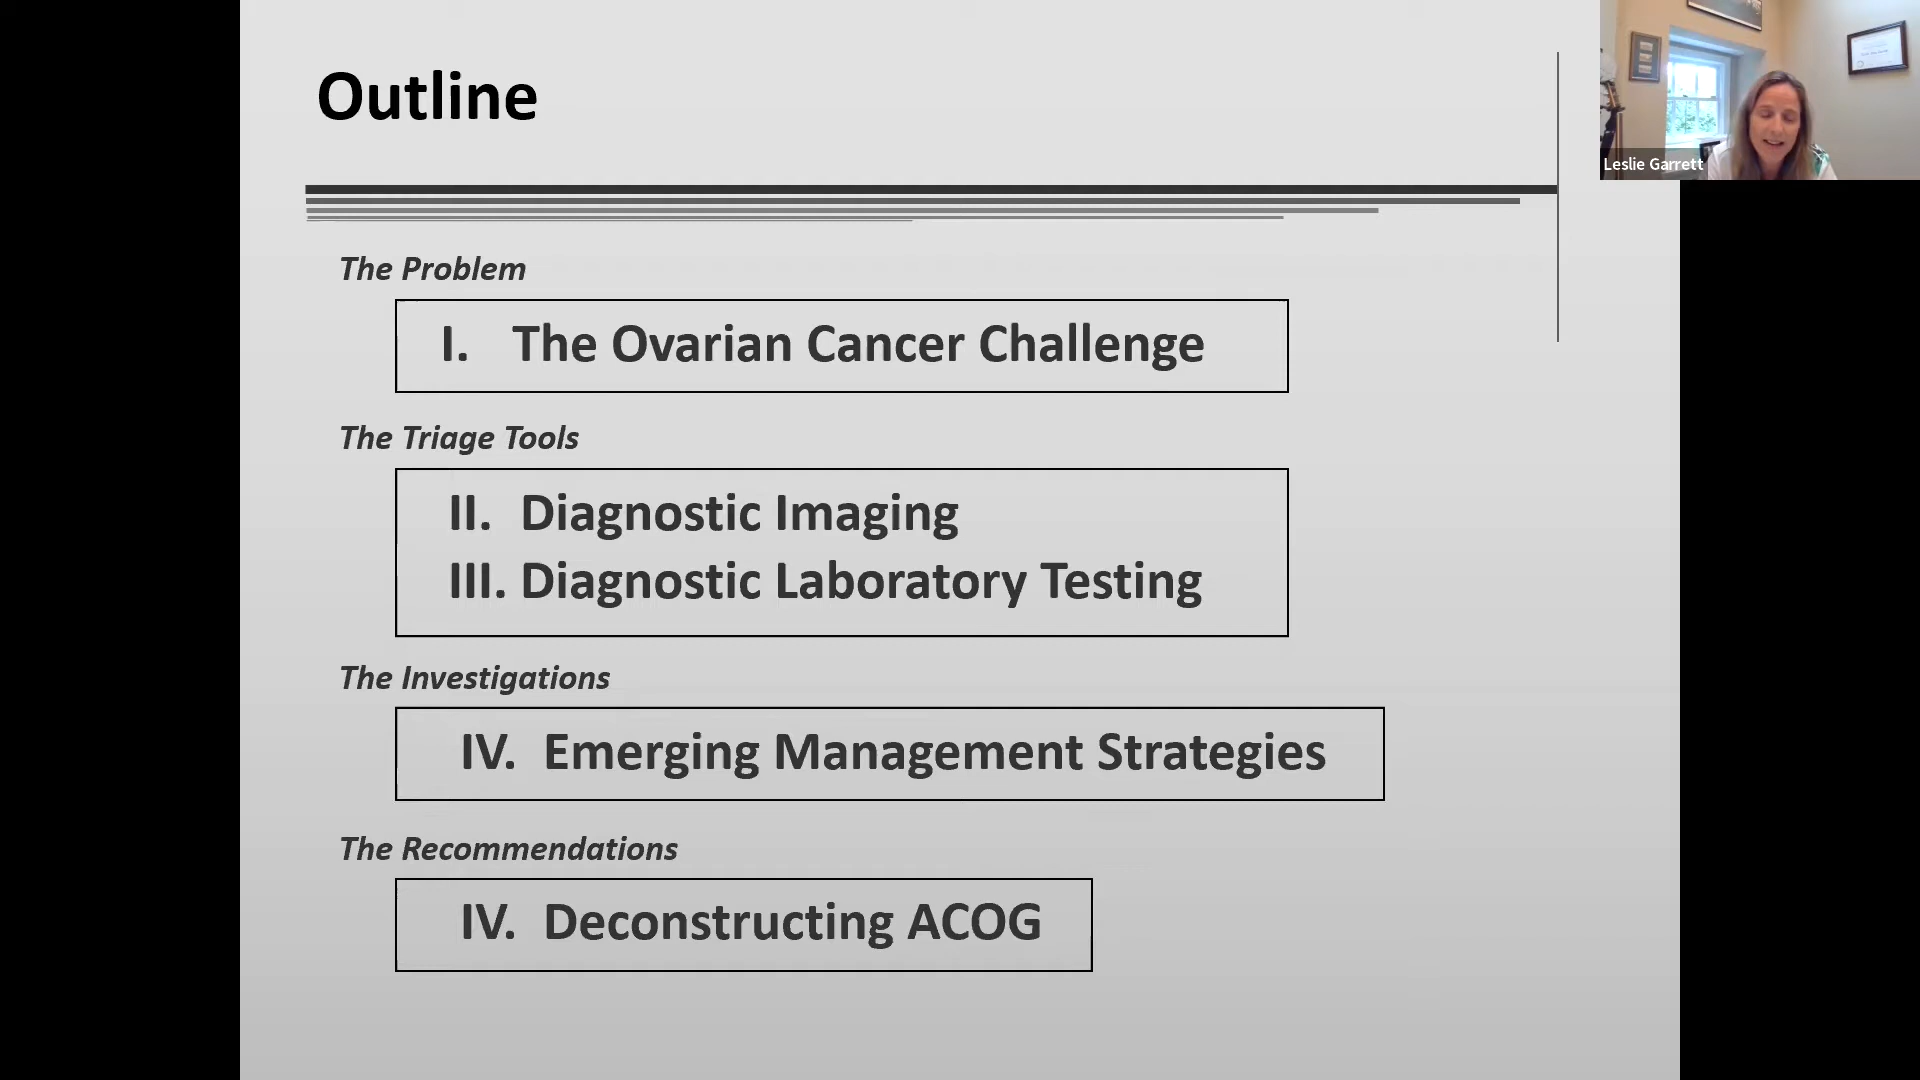 Outline
Leslie Garrett
The Problem
I. The Ovarian Cancer Challenge
The Triage Tools
II. Diagnostic Imaging
III. Diagnostic Laboratory Testing
The Investigations
IV. Emerging Management Strategies
The Recommendations
IV. Deconstructing ACOG